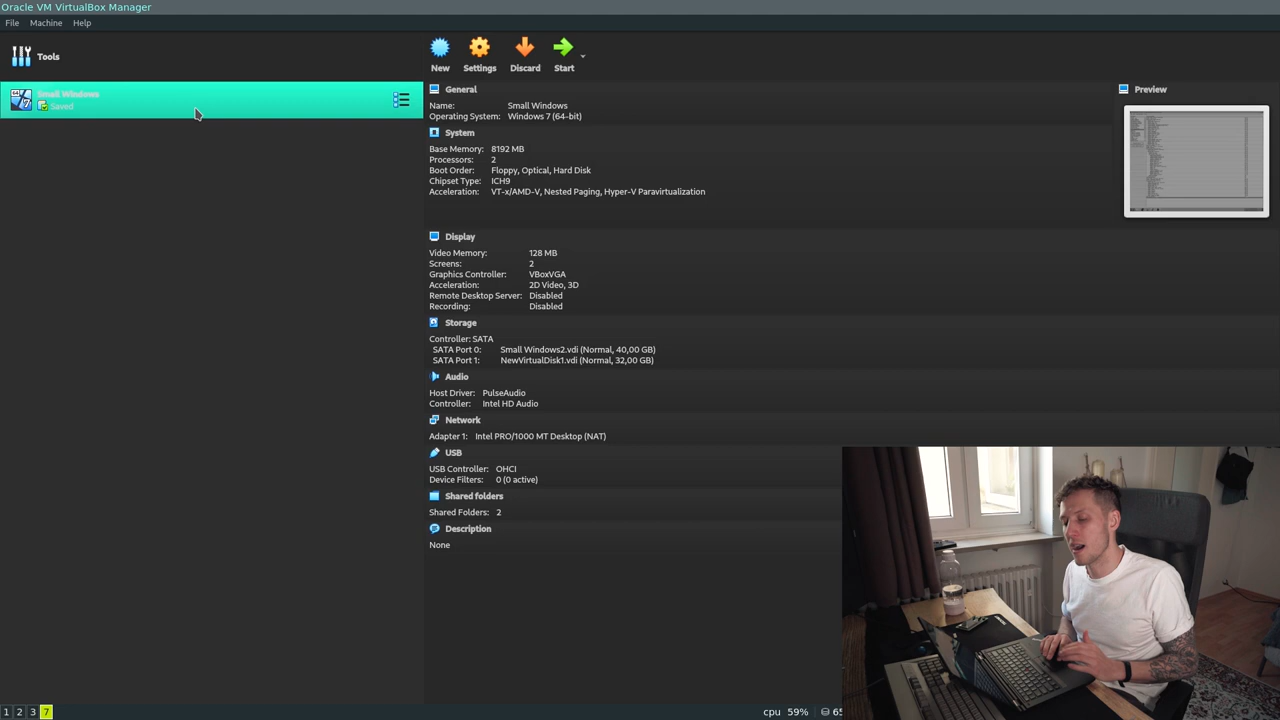 Oracle VM VirtualBox Manager
File Machine Help
Tools
Small Windows
Saved
New Settings Discard Start
General
Name: Small Windows
Operating System: Windows 7 (64-bit)
System
Base Memory: 8192 MB
Processors: 2
Boot Order: Floppy, Optical, Hard Disk
Chipset Type: ICH9
Acceleration: VT-x/AMD-V, Nested Paging, Hyper-V Paravirtualization
Preview
Display
Video Memory: 128 MB
Screens: 2
Graphics Controller: VBoxVGA
Acceleration: 2D Video, 3D
Remote Desktop Server: Disabled
Recording: Disabled
Storage
Controller: SATA
SATA Port 0: Small Windows2.vdi (Normal, 40,00 GB)
SATA Port 1: NewVirtualDisk1.vdi (Normal, 32,00 GB)
Audio
Host Driver: PulseAudio
Controller: Intel HD Audio
Network
Adapter 1: Intel PRO/1000 MT Desktop (NAT)
USB
USB Controller: OHCI
Device Filters: 0 (0 active)
Shared folders
Shared Folders: 2
Description
None
1 2 3 7
cpu 59% 65